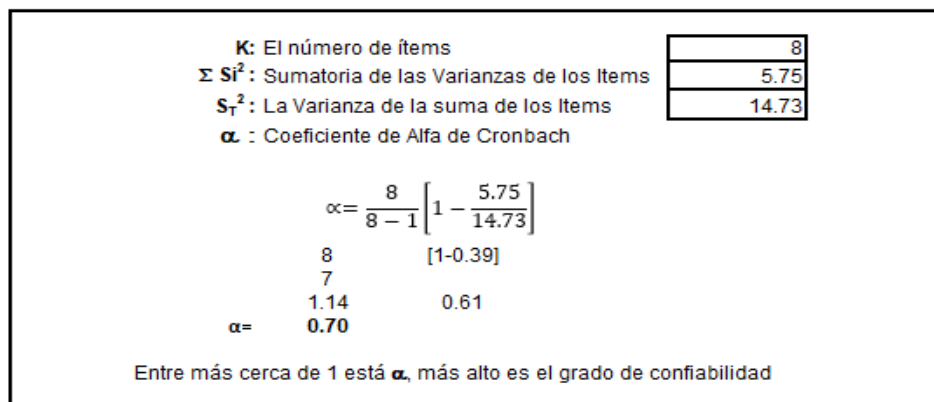 K: El número de ítems 8
Σ Si²: Sumatoria de las Varianzas de los Items 5.75
S_T²: La Varianza de la suma de los Items 14.73
α : Coeficiente de Alfa de Cronbach
∝= 8/(8 − 1) [1 − 5.75/14.73]
8 [1-0.39]
7
1.14 0.61
α= 0.70
Entre más cerca de 1 está α, más alto es el grado de confiabilidad